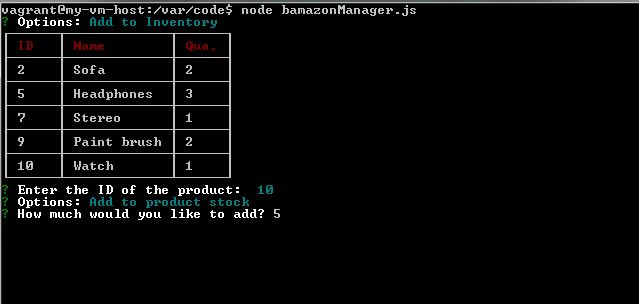 vagrant@my-vm-host:/var/code$ node bamazonManager.js
? Options: Add to Inventory
ID Name Qua.
2 Sofa 2
5 Headphones 3
7 Stereo 1
9 Paint brush 2
10 Watch 1
? Enter the ID of the product: 10
? Options: Add to product stock
? How much would you like to add? 5